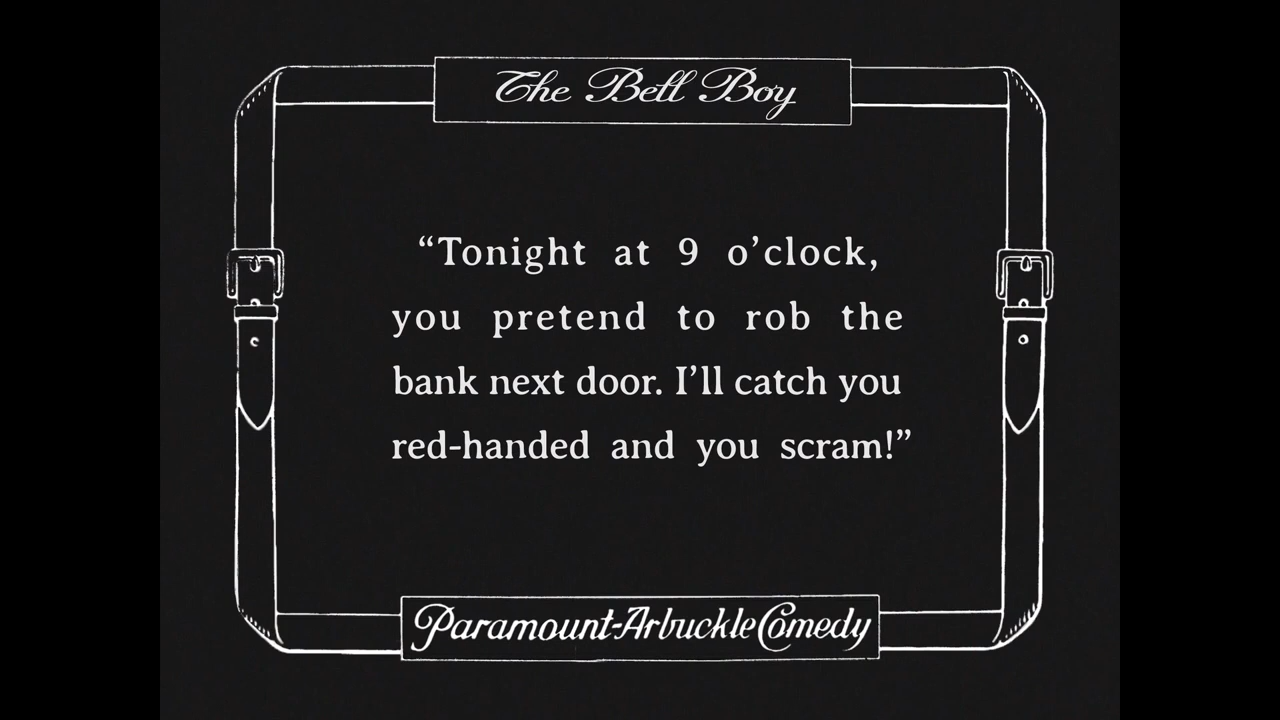 The Bell Boy
“Tonight at 9 o’clock,
you pretend to rob the
bank next door. I’ll catch you
red-handed and you scram!”
Paramount-Arbuckle Comedy